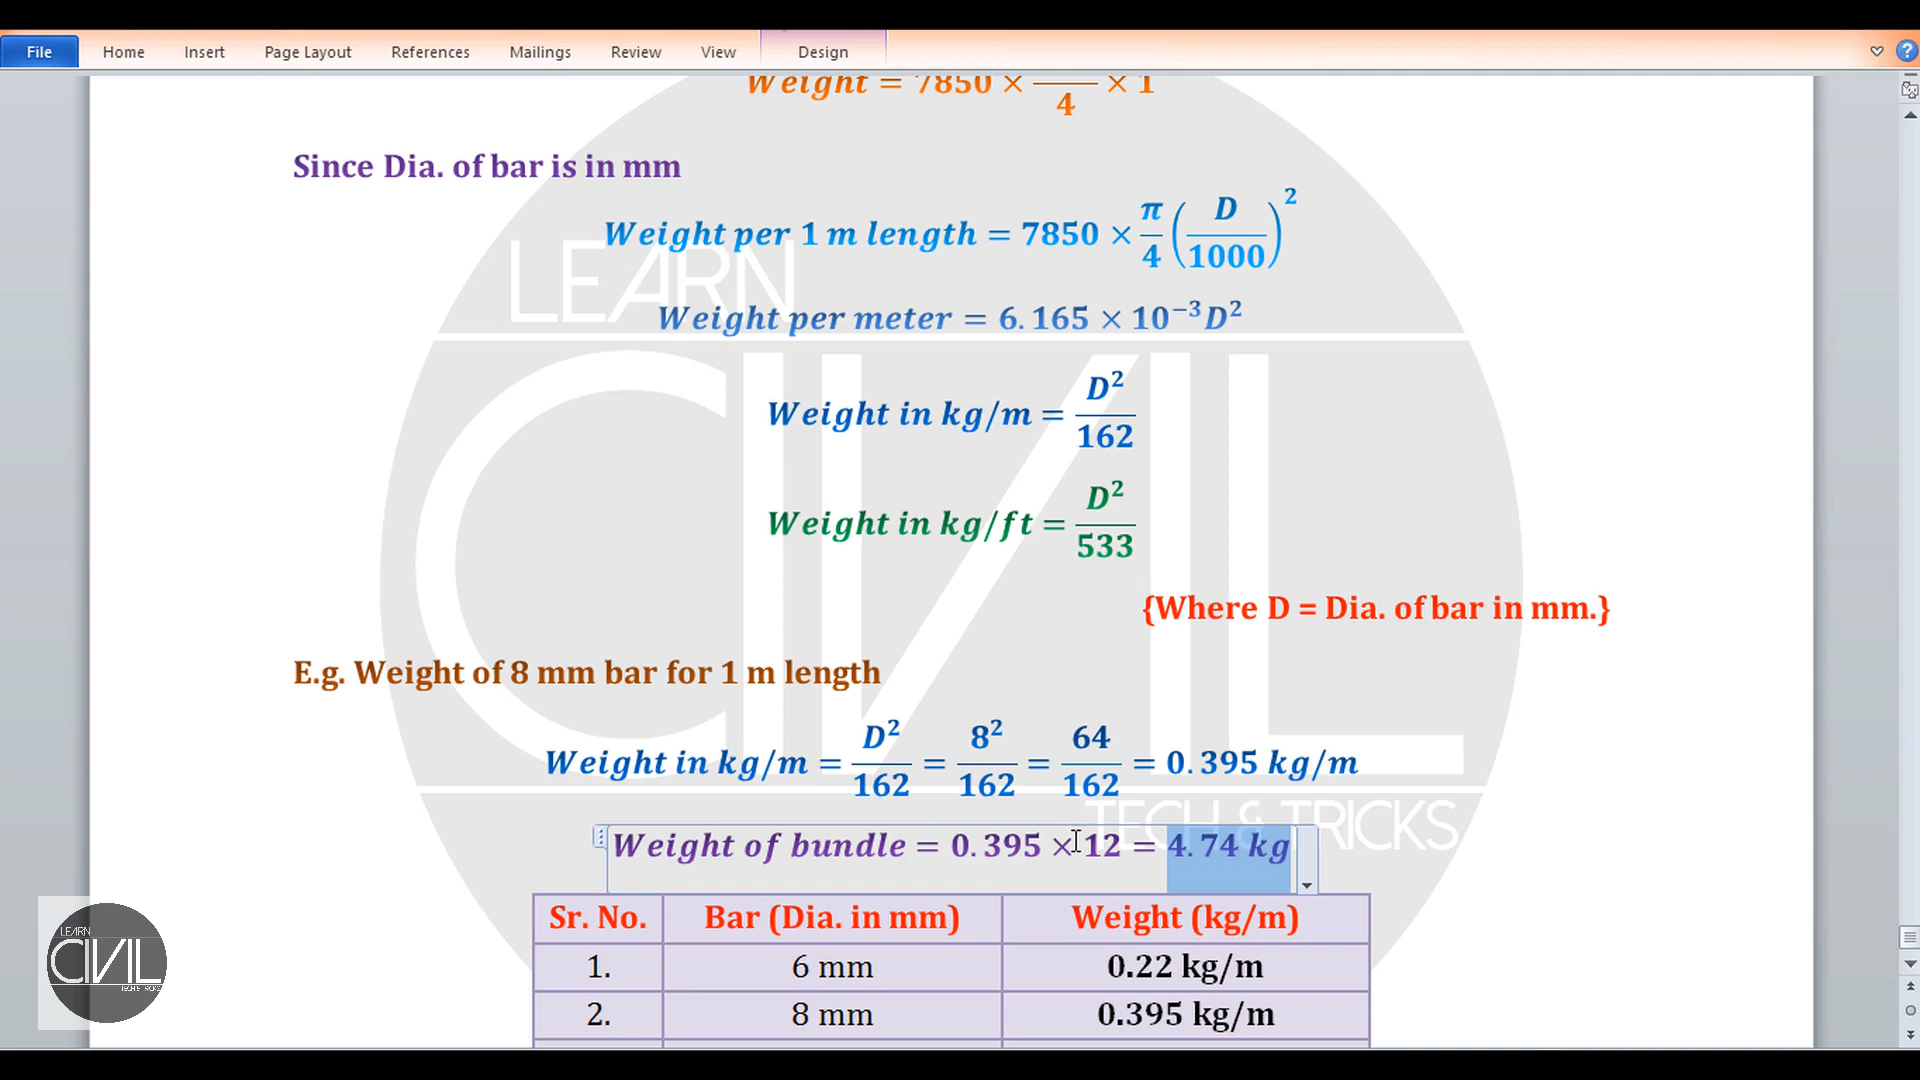 File Home Insert Page Layout References Mailings Review View Design
Weight = 7850 × /4 × 1
Since Dia. of bar is in mm
Weight per 1 m length = 7850 × π/4 (D/1000)²
Weight per meter = 6.165 × 10⁻³D²
Weight in kg/m = D²/162
Weight in kg/ft = D²/533
{Where D = Dia. of bar in mm.}
E.g. Weight of 8 mm bar for 1 m length
Weight in kg/m = D²/162 = 8²/162 = 64/162 = 0.395 kg/m
Weight of bundle = 0.395 × 12 = 4.74 kg
Sr. No. Bar (Dia. in mm) Weight (kg/m)
1. 6 mm 0.22 kg/m
2. 8 mm 0.395 kg/m
LEARN
CIVIL
TECH & TRICKS
LEARN
CIVIL
TECH & TRICKS